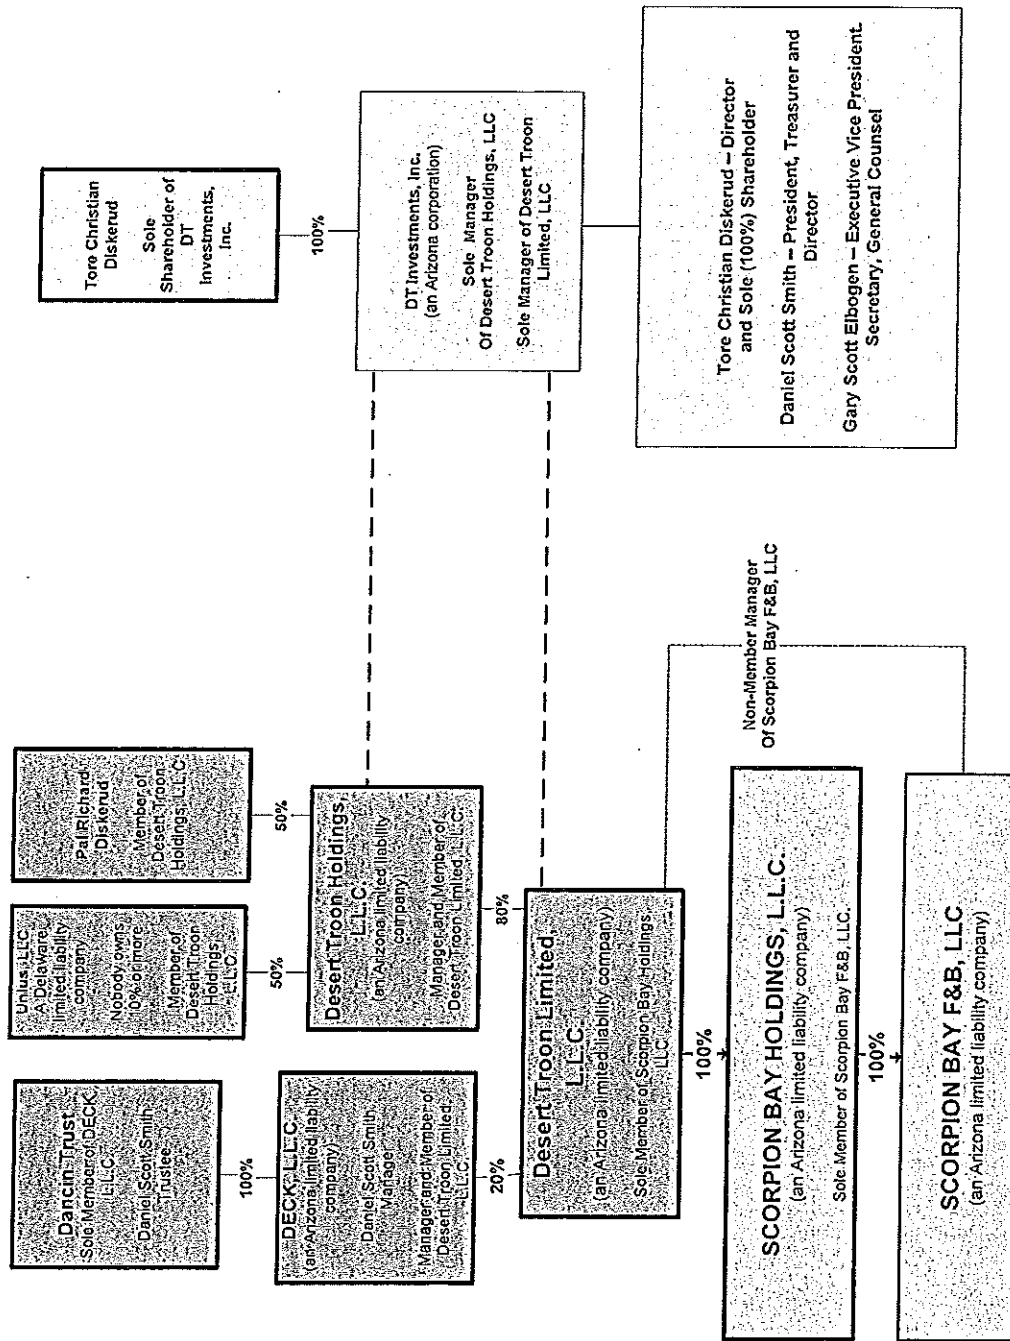 Dancin Trust
Sole Member of DECK,
L.L.C.
Daniel Scott Smith
Trustee
100%
DECK, L.L.C.
(an Arizona limited liability
company)
Daniel Scott Smith
Manager
Manager and Member of
Desert Troon Limited,
L.L.C.
20%
Unlus, LLC,
A Delaware
limited liability
company
Nobody owns
10% or more
Member of
Desert Troon
Holdings,
L.L.C.
50%
Pal Richard
Diskerud
Member of
Desert Troon
Holdings, L.L.C.
50%
Desert Troon Holdings,
L.L.C.
(an Arizona limited liability
company)
Manager and Member of
Desert Troon Limited, L.L.C.
80%
Desert Troon Limited,
L.L.C.
(an Arizona limited liability company)
Sole Member of Scorpion Bay Holdings,
LLC
100%
SCORPION BAY HOLDINGS, L.L.C.
(an Arizona limited liability company)
Sole Member of Scorpion Bay F&B, LLC.
100%
SCORPION BAY F&B, LLC
(an Arizona limited liability company)
Non-Member Manager
Of Scorpion Bay F&B, LLC
Tore Christian
Diskerud
Sole
Shareholder of
DT
Investments,
Inc.
100%
DT Investments, Inc.
(an Arizona corporation)
Sole Manager
Of Desert Troon Holdings, LLC
Sole Manager of Desert Troon
Limited, LLC
Tore Christian Diskerud – Director
and Sole (100%) Shareholder
Daniel Scott Smith – President, Treasurer and
Director
Gary Scott Elbogen – Executive Vice President.
Secretary, General Counsel